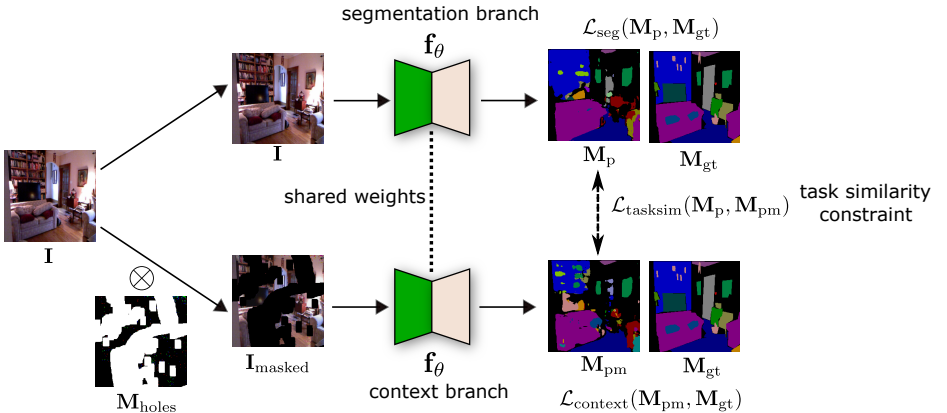 segmentation branch
f_θ
L_seg(M_p, M_gt)
I
M_p
M_gt
shared weights
L_tasksim(M_p, M_pm)
task similarity
constraint
I
⊗
M_holes
I_masked
f_θ
context branch
M_pm
M_gt
L_context(M_pm, M_gt)